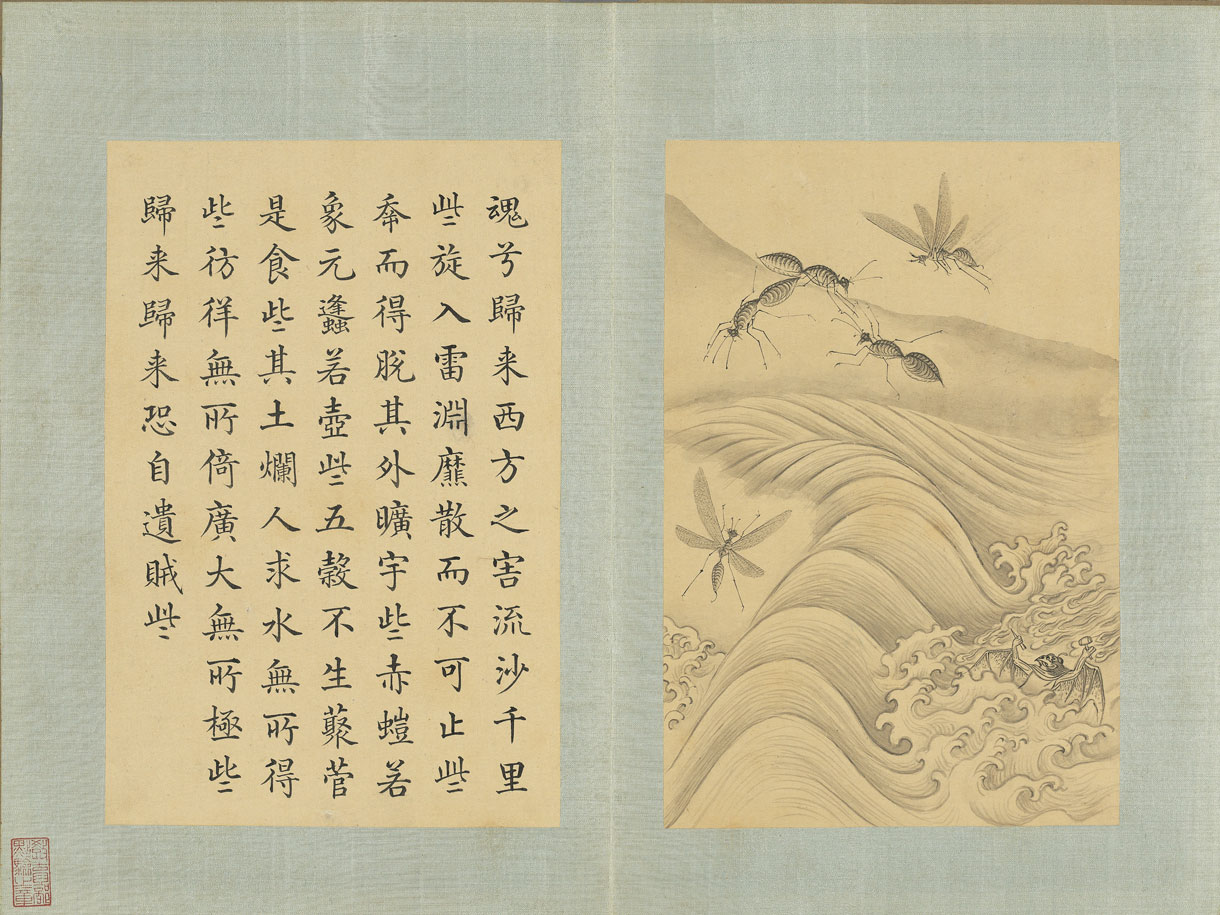 魂兮歸来西方之害流沙千里
些旋入雷淵爢散而不可止些
幸而得脫其外曠宇些赤螘若
象元蠭若壺些五穀不生藂菅
是食些其土爛人求水無所得
些彷徉無所倚廣大無所極些
歸来歸来恐自遺賊些